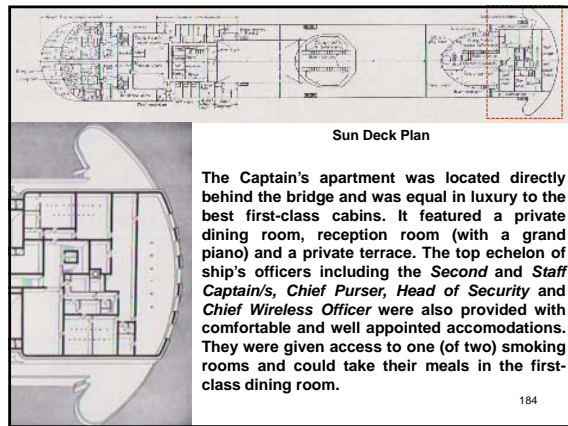 Sun Deck Plan
The Captain's apartment was located directly
behind the bridge and was equal in luxury to the
best first-class cabins. It featured a private
dining room, reception room (with a grand
piano) and a private terrace. The top echelon of
ship's officers including the Second and Staff
Captain/s, Chief Purser, Head of Security and
Chief Wireless Officer were also provided with
comfortable and well appointed accomodations.
They were given access to one (of two) smoking
rooms and could take their meals in the first-
class dining room.
184